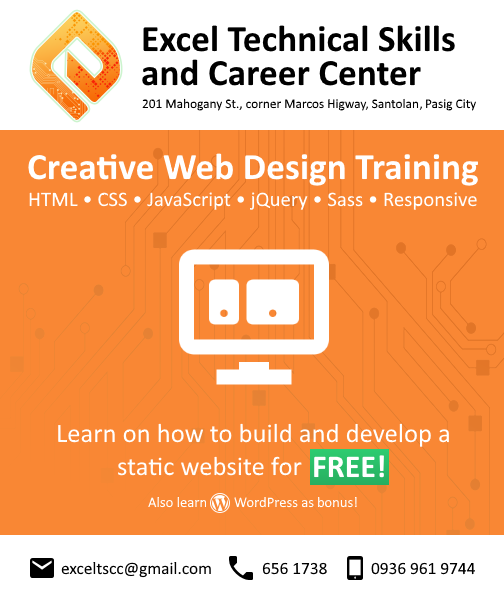 Excel Technical Skills
and Career Center
201 Mahogany St., corner Marcos Higway, Santolan, Pasig City
Creative Web Design Training
HTML • CSS • JavaScript • jQuery • Sass • Responsive
Learn on how to build and develop a
static website for FREE!
Also learn WordPress as bonus!
exceltscc@gmail.com 656 1738 0936 961 9744